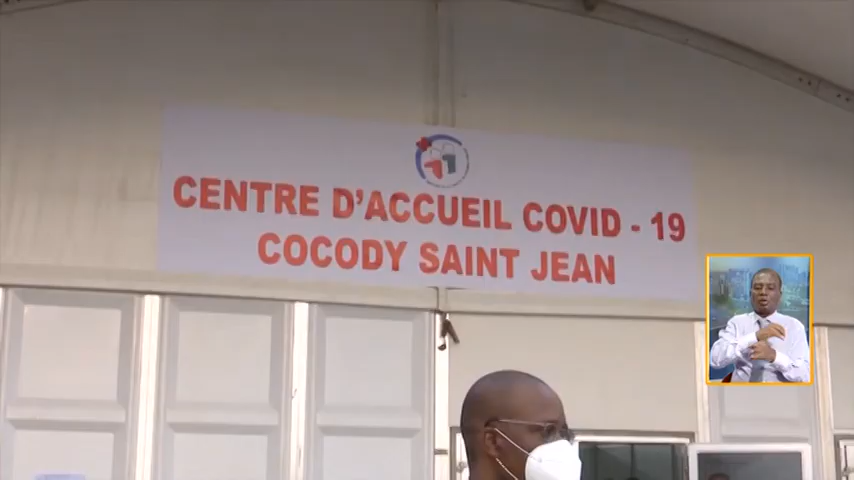 CENTRE D'ACCUEIL COVID - 19
COCODY SAINT JEAN